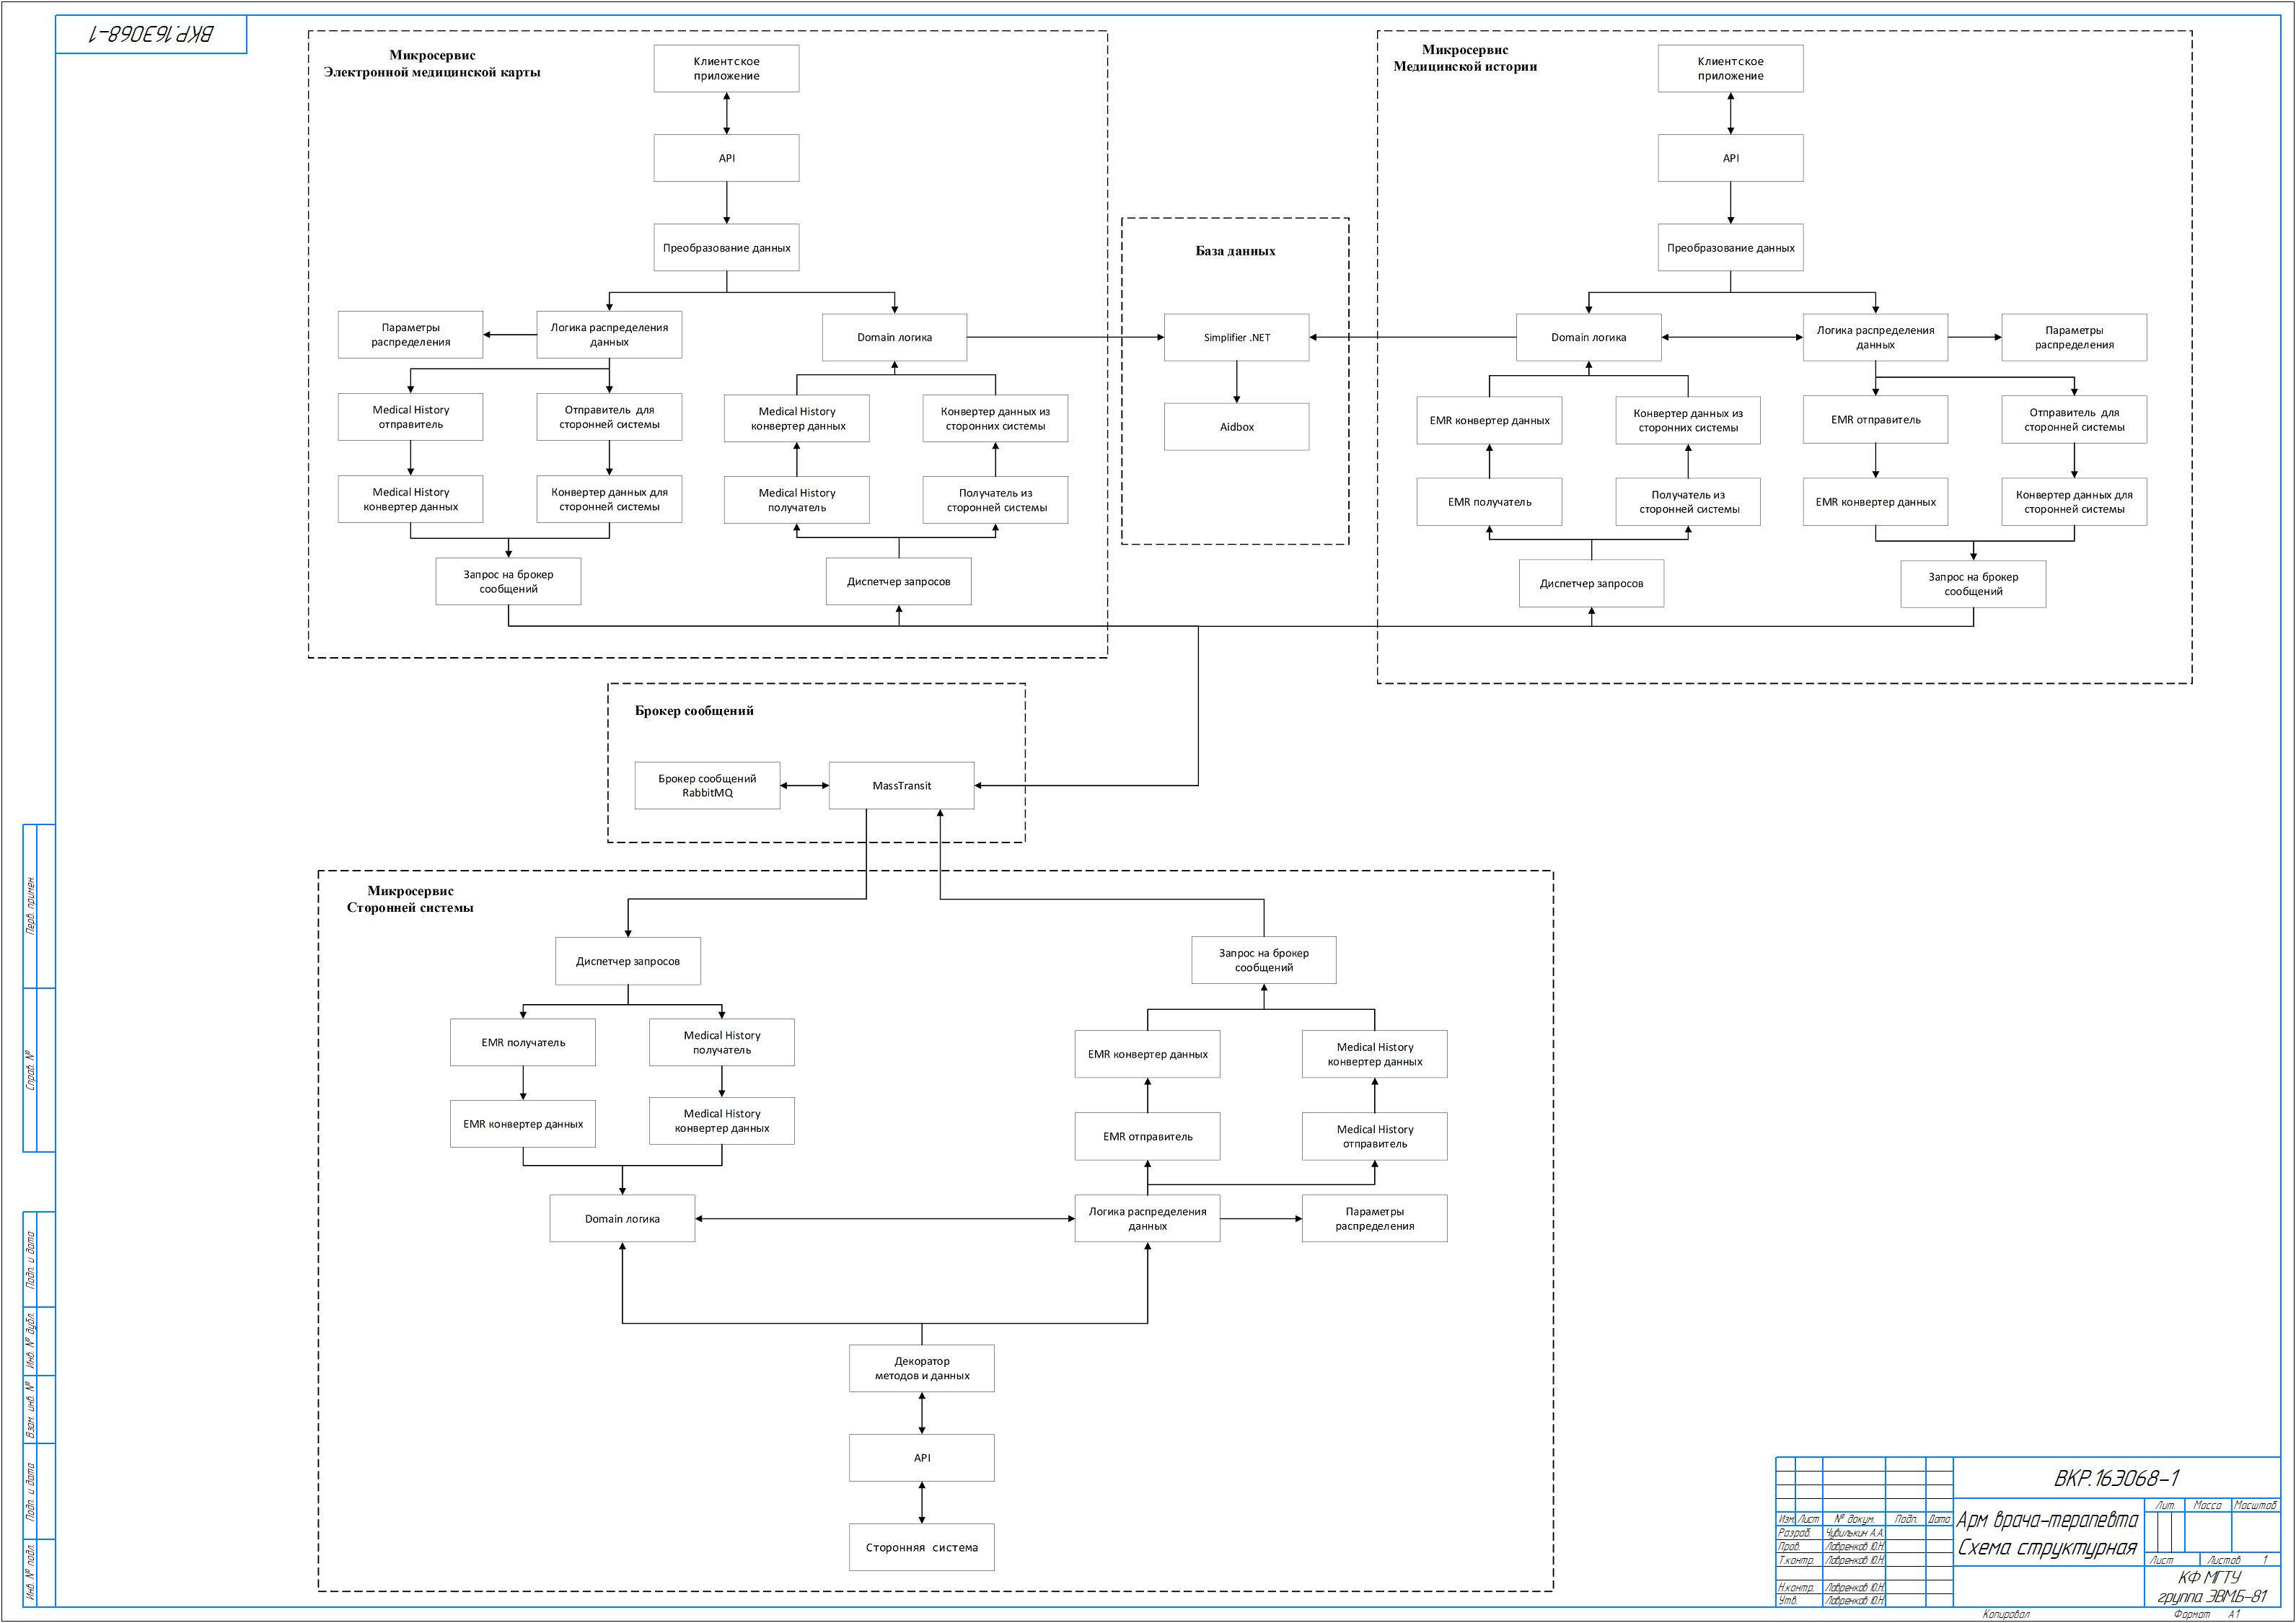 ВКР.163068-1
Микросервис
Электронной медицинской карты
Клиентское
приложение
API
Преобразование данных
Параметры
распределения
Логика распределения
данных
Domain логика
Medical History
отправитель
Отправитель для
сторонней системы
Medical History
конвертер данных
Конвертер данных из
сторонних системы
Medical History
конвертер данных
Конвертер данных для
сторонней системы
Medical History
получатель
Получатель из
сторонней системы
Запрос на брокер
сообщений
Диспетчер запросов
База данных
Simplifier .NET
Aidbox
Микросервис
Медицинской истории
Клиентское
приложение
API
Преобразование данных
Domain логика
Логика распределения
данных
Параметры
распределения
EMR конвертер данных
Конвертер данных из
сторонних системы
EMR отправитель
Отправитель для
сторонней системы
EMR получатель
Получатель из
сторонней системы
EMR конвертер данных
Конвертер данных для
сторонней системы
Диспетчер запросов
Запрос на брокер
сообщений
Брокер сообщений
Брокер сообщений
RabbitMQ
MassTransit
Микросервис
Сторонней системы
Диспетчер запросов
Запрос на брокер
сообщений
EMR получатель
Medical History
получатель
EMR конвертер данных
Medical History
конвертер данных
EMR конвертер данных
Medical History
конвертер данных
EMR отправитель
Medical History
отправитель
Domain логика
Логика распределения
данных
Параметры
распределения
Декоратор
методов и данных
API
Сторонняя система
Перв. примен.
Справ. №
Подп. и дата
Инв. № дубл.
Взам. инв. №
Подп. и дата
Инв. № подл.
ВКР.163068-1
Изм. Лист № докум. Подп. Дата
Разраб. Чувилькин А.А.
Пров. Лавренков Ю.Н.
Т.контр. Лавренков Ю.Н.
Н.контр. Лавренков Ю.Н.
Утв. Лавренков Ю.Н.
Арм врача-терапевта
Схема структурная
Лит. Масса Масштаб
Лист Листов 1
КФ МГТУ
группа ЭВМ.Б-81
Копировал Формат А1